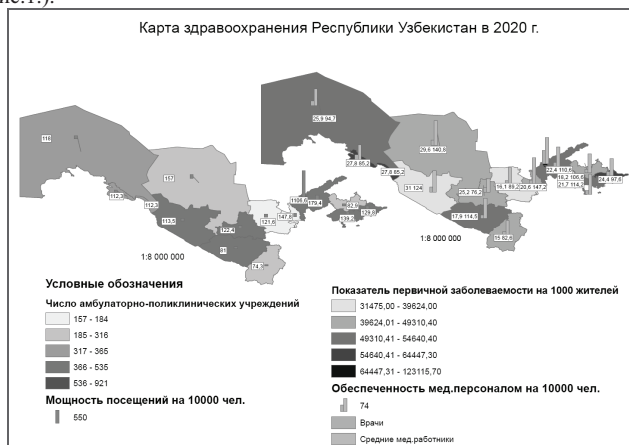 ис.1.).
Карта здравоохранения Республики Узбекистан в 2020 г.
118
157
112,3
112,3
113,5
122,4
81
74,3
121,6
147,8
1106,6
179,4
82,9
139,2
129,8
1:8 000 000
25,9 94,7
27,8 85,2
27,8 85,2
29,6 140,8
31 124
25,2 76,2
16,1 89,2
20,6 147,2
17,9 114,5
15 82,6
22,4 110,6
18,2 106,6
21,7 114,2
24,4 97,6
1:8 000 000
Условные обозначения
Число амбулаторно-поликлинических учреждений
157 - 184
185 - 316
317 - 365
366 - 535
536 - 921
Мощность посещений на 10000 чел.
550
Показатель первичной заболеваемости на 1000 жителей
31475,00 - 39624,00
39624,01 - 49310,40
49310,41 - 54640,40
54640,41 - 64447,30
64447,31 - 123115,70
Обеспеченность мед.персоналом на 10000 чел.
74
Врачи
Средние мед.работники